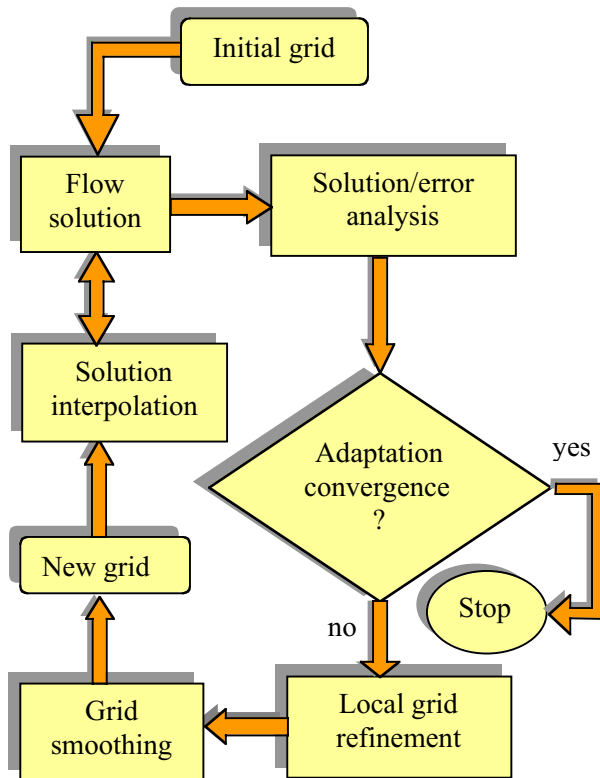 Initial grid
Flow
solution
Solution/error
analysis
Solution
interpolation
Adaptation
convergence
?
yes
New grid
Stop
no
Grid
smoothing
Local grid
refinement